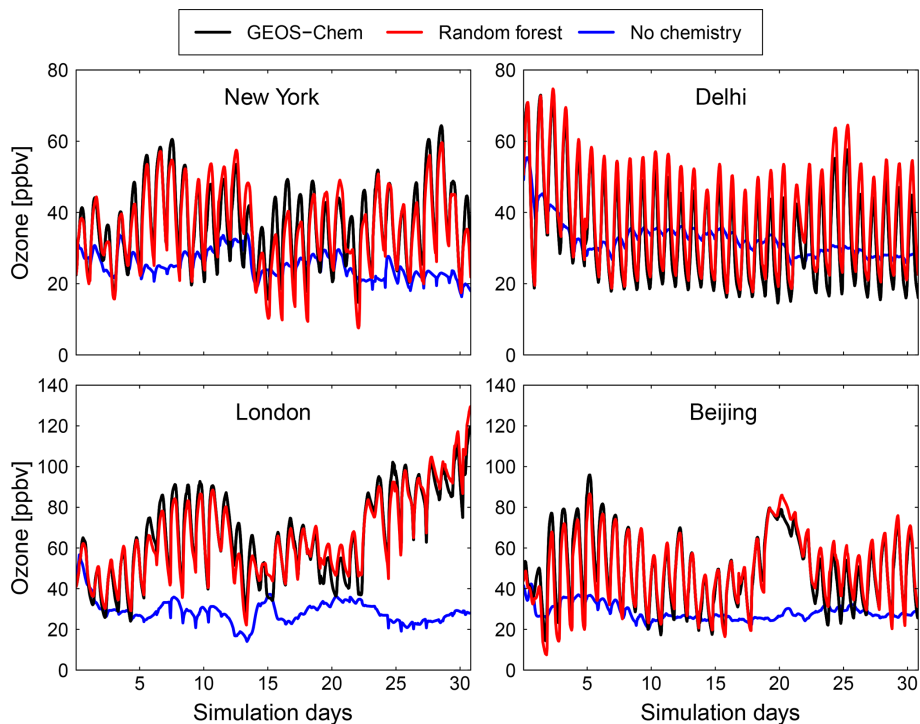 GEOS−Chem Random forest No chemistry
New York
Delhi
Ozone [ppbv]
80
60
40
20
0
80
60
40
20
0
London
Beijing
Ozone [ppbv]
140
120
100
80
60
40
20
0
140
120
100
80
60
40
20
0
5 10 15 20 25 30
5 10 15 20 25 30
Simulation days
Simulation days